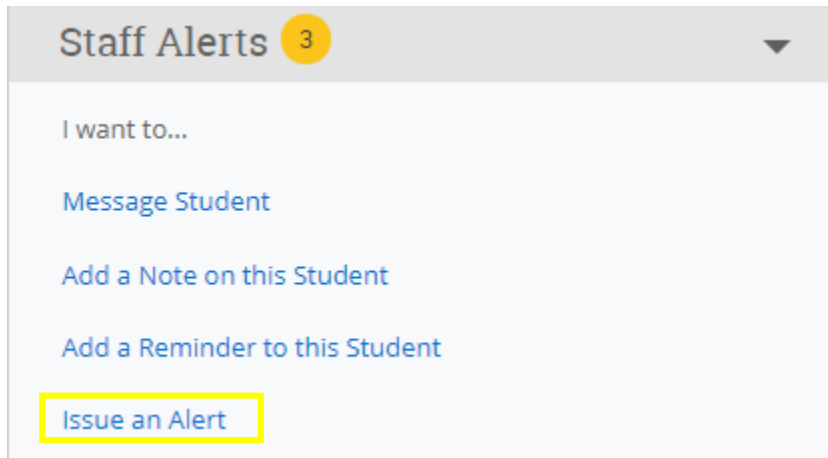 Staff Alerts 3
I want to...
Message Student
Add a Note on this Student
Add a Reminder to this Student
Issue an Alert